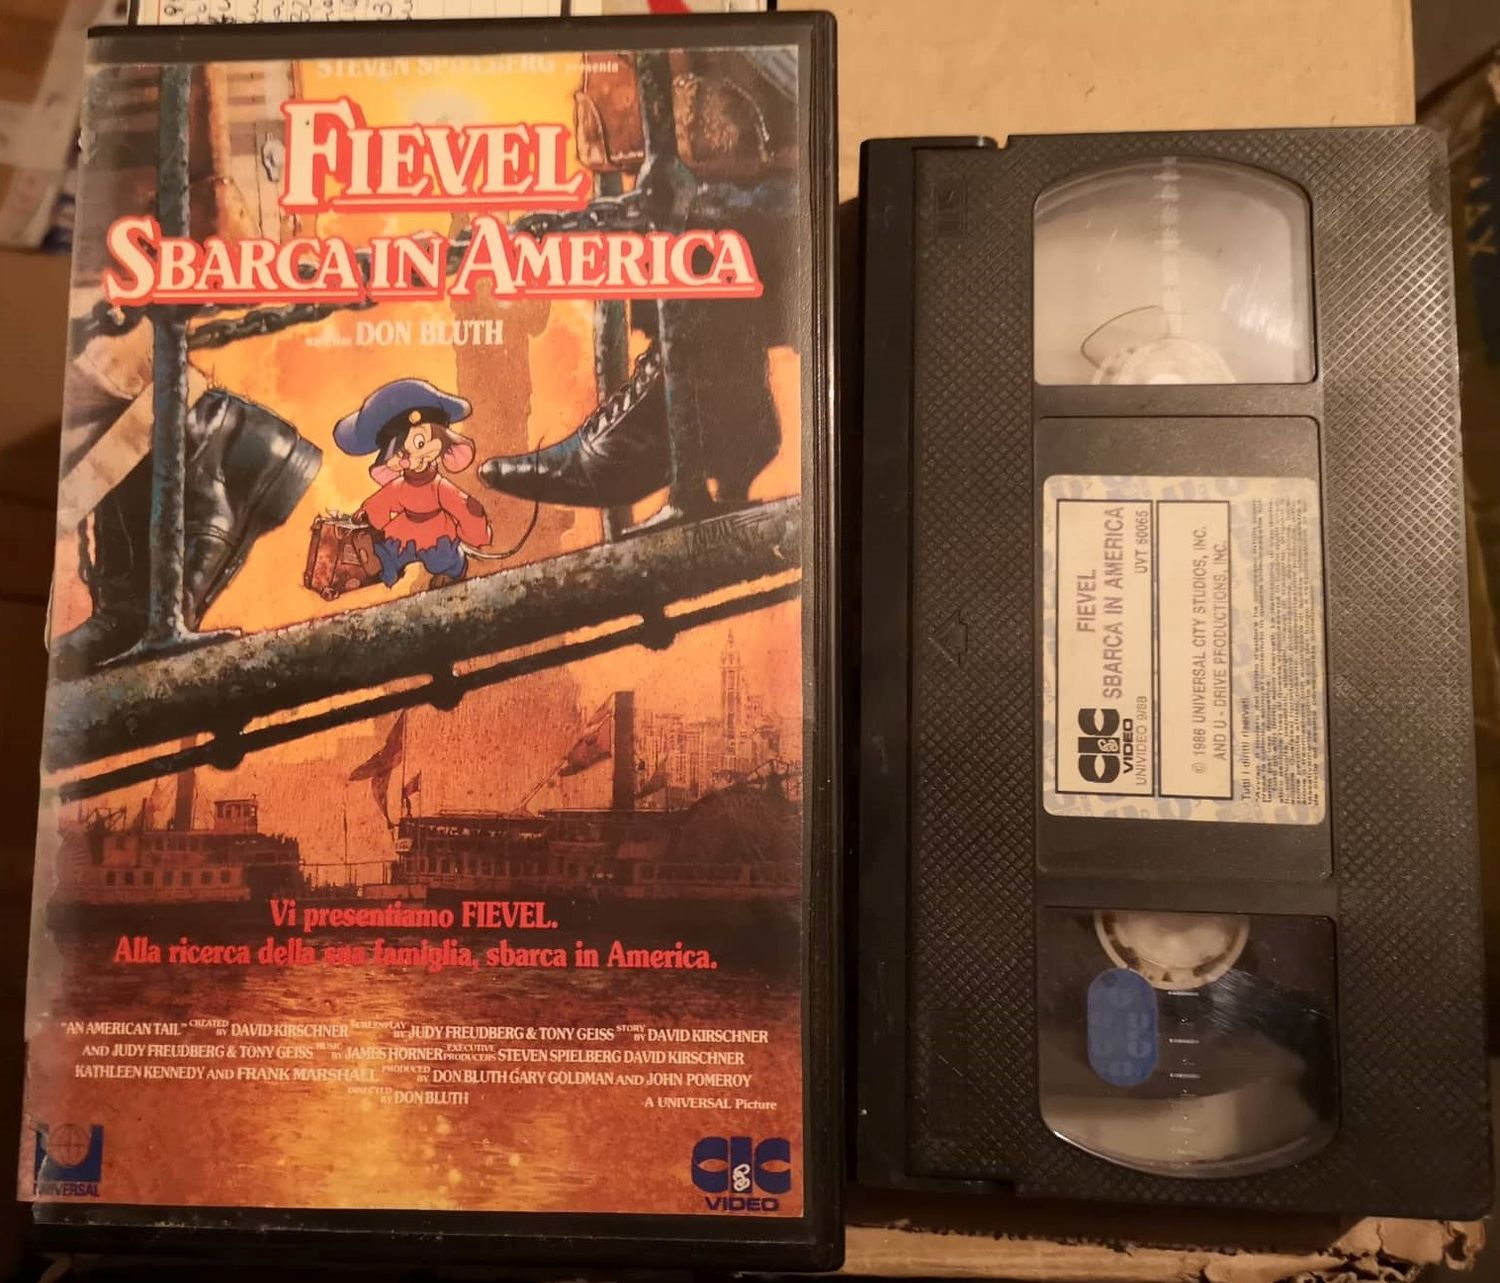 STEVEN SPIELBERG presenta
FIEVEL
SBARCA IN AMERICA
un film DON BLUTH
Vi presentiamo FIEVEL.
Alla ricerca della sua famiglia, sbarca in America.
"AN AMERICAN TAIL" CREATED BY DAVID KIRSCHNER SCREENPLAY BY JUDY FREUDBERG & TONY GEISS STORY BY DAVID KIRSCHNER
AND JUDY FREUDBERG & TONY GEISS MUSIC BY JAMES HORNER EXECUTIVE PRODUCERS STEVEN SPIELBERG DAVID KIRSCHNER
KATHLEEN KENNEDY AND FRANK MARSHALL PRODUCED BY DON BLUTH GARY GOLDMAN AND JOHN POMEROY
DIRECTED BY DON BLUTH
A UNIVERSAL Picture
UNIVERSAL
CIC
VIDEO
CIC
VIDEO
UNIVIDEO 9/88
FIEVEL
SBARCA IN AMERICA
UVT 60065
© 1986 UNIVERSAL CITY STUDIOS, INC.
AND U - DRIVE PRODUCTIONS, INC.
Tutti i diritti riservati